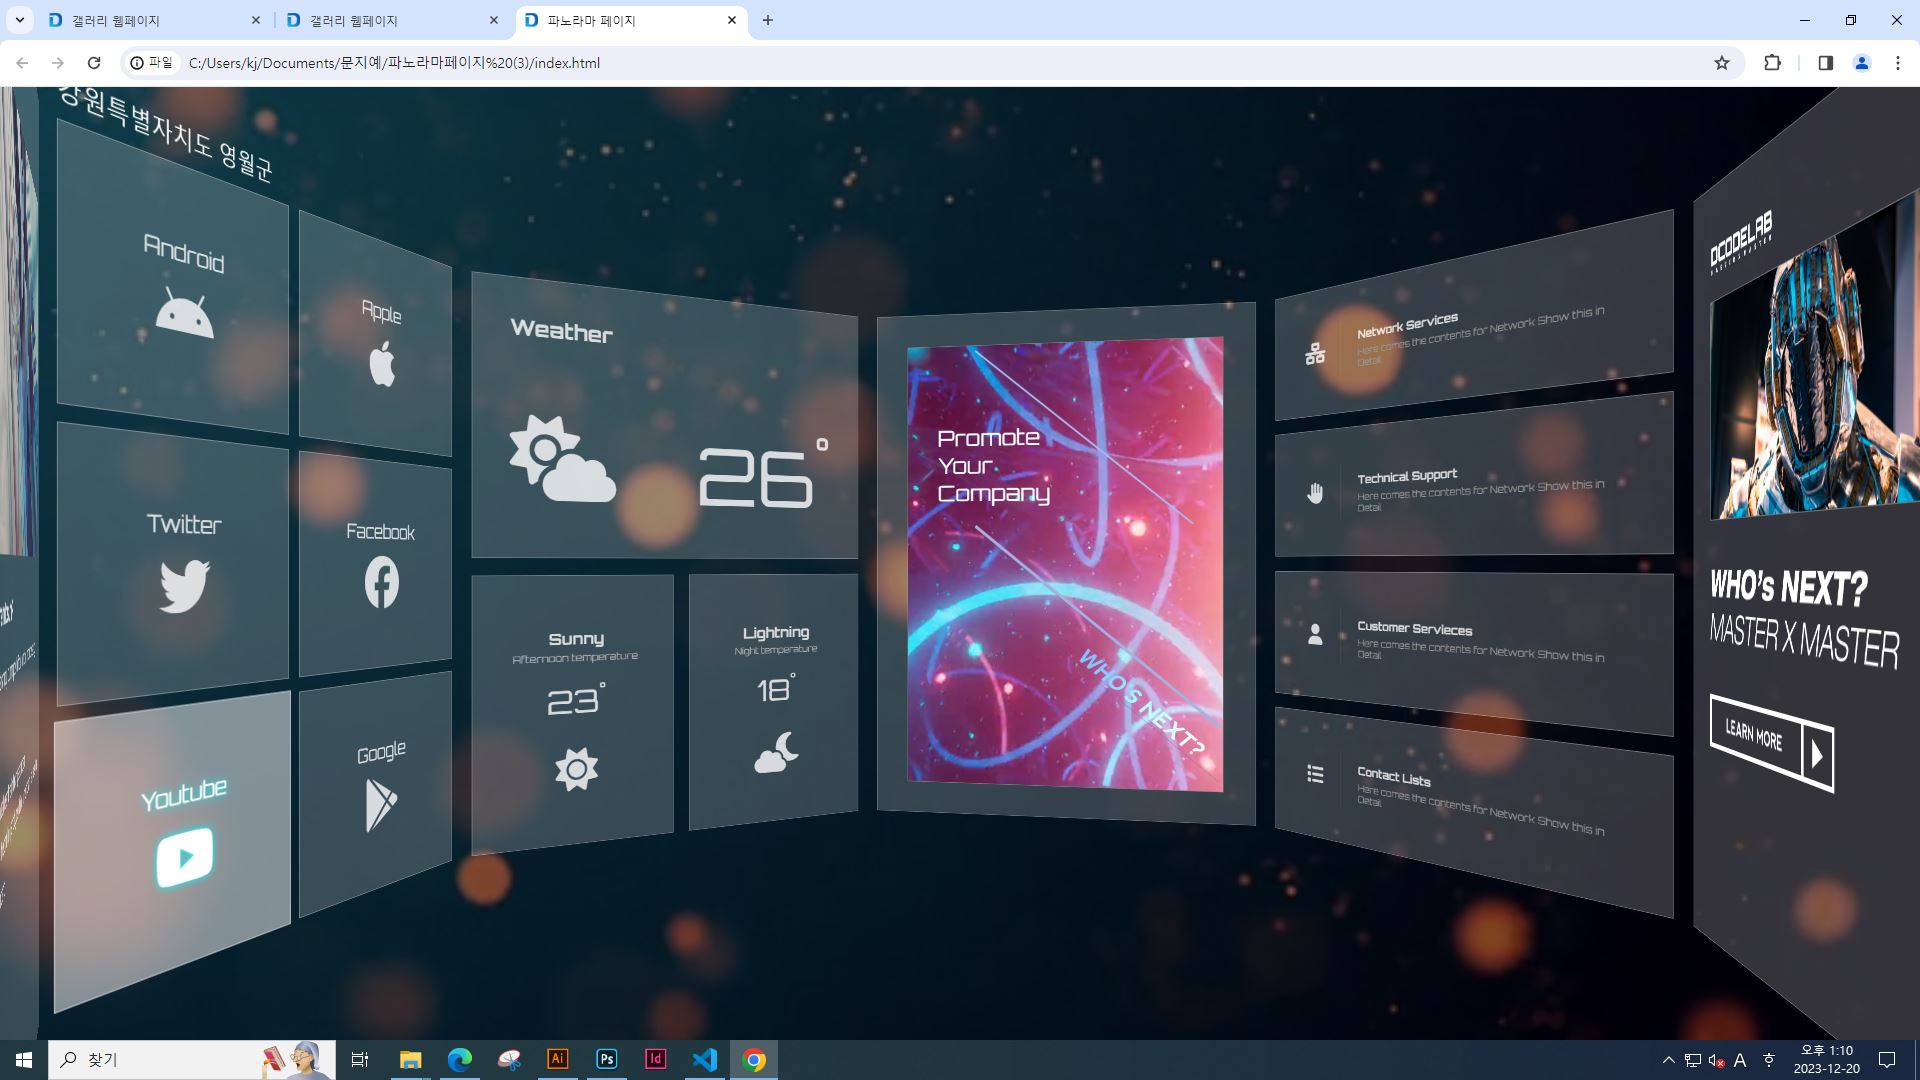 갤러리 웹페이지
갤러리 웹페이지
파노라마 페이지
파일
C:/Users/kj/Documents/문지예/파노라마페이지%20(3)/index.html
강원특별자치도 영월군
Android
Apple
Twitter
Facebook
Youtube
Google
Weather
26°
Sunny
Afternoon temperature
23°
Lightning
Night temperature
18°
Promote
Your
Company
WHO'S NEXT?
Network Services
Here comes the contents for Network Show this in
Detail
Technical Support
Here comes the contents for Network Show this in
Detail
Customer Servieces
Here comes the contents for Network Show this in
Detail
Contact Lists
Here comes the contents for Network Show this in
Detail
DCODELAB
WHO's NEXT?
MASTER X MASTER
LEARN MORE
찾기
Ai
Ps
Id
A
오후 1:10
2023-12-20